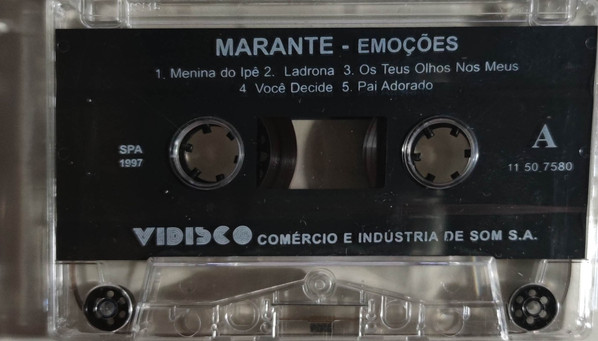 MARANTE - EMOÇÕES
1. Menina do Ipê 2. Ladrona 3. Os Teus Olhos Nos Meus
4 Você Decide 5. Pai Adorado
SPA
1997
A
11 50 7580
VIDISCO COMÉRCIO E INDÚSTRIA DE SOM S.A.